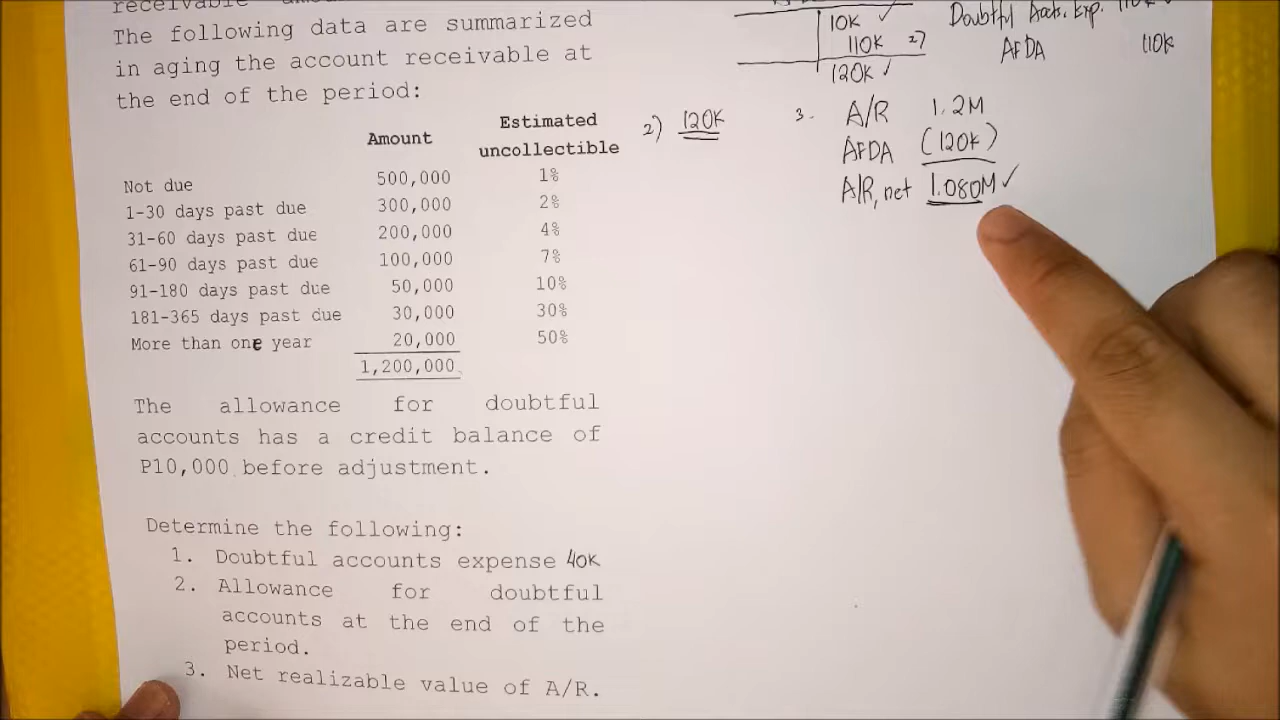 receivable
The following data are summarized
in aging the account receivable at
the end of the period:
Amount Estimated uncollectible
Not due 500,000 1%
1-30 days past due 300,000 2%
31-60 days past due 200,000 4%
61-90 days past due 100,000 7%
91-180 days past due 50,000 10%
181-365 days past due 30,000 30%
More than one year 20,000 50%
1,200,000
The allowance for doubtful
accounts has a credit balance of
P10,000 before adjustment.
Determine the following:
1. Doubtful accounts expense 40K
2. Allowance for doubtful
accounts at the end of the
period.
3. Net realizable value of A/R.
10K ✓
110K 27
120K ✓
Doubtful Accts. Exp. 110K
AFDA 110K
2) 120K
3. A/R 1.2M
AFDA (120K)
A/R, net 1.080M ✓